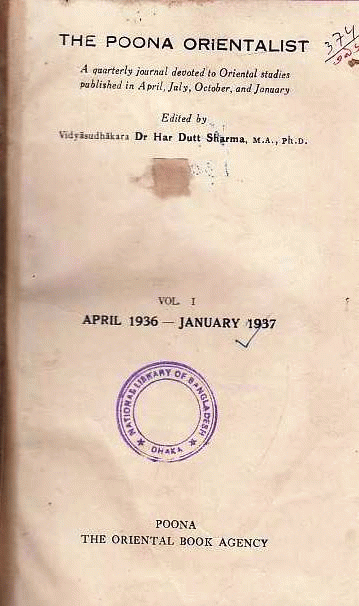 THE POONA ORIENTALIST
374
A quarterly journal devoted to Oriental studies
published in April, July, October, and January
Edited by
Vidyāsudhākara Dr Har Dutt Sharma, M.A., Ph.D.
VOL. I
APRIL 1936 — JANUARY 1937
NATIONAL LIBRARY OF BANGLADESH
DHAKA
POONA
THE ORIENTAL BOOK AGENCY